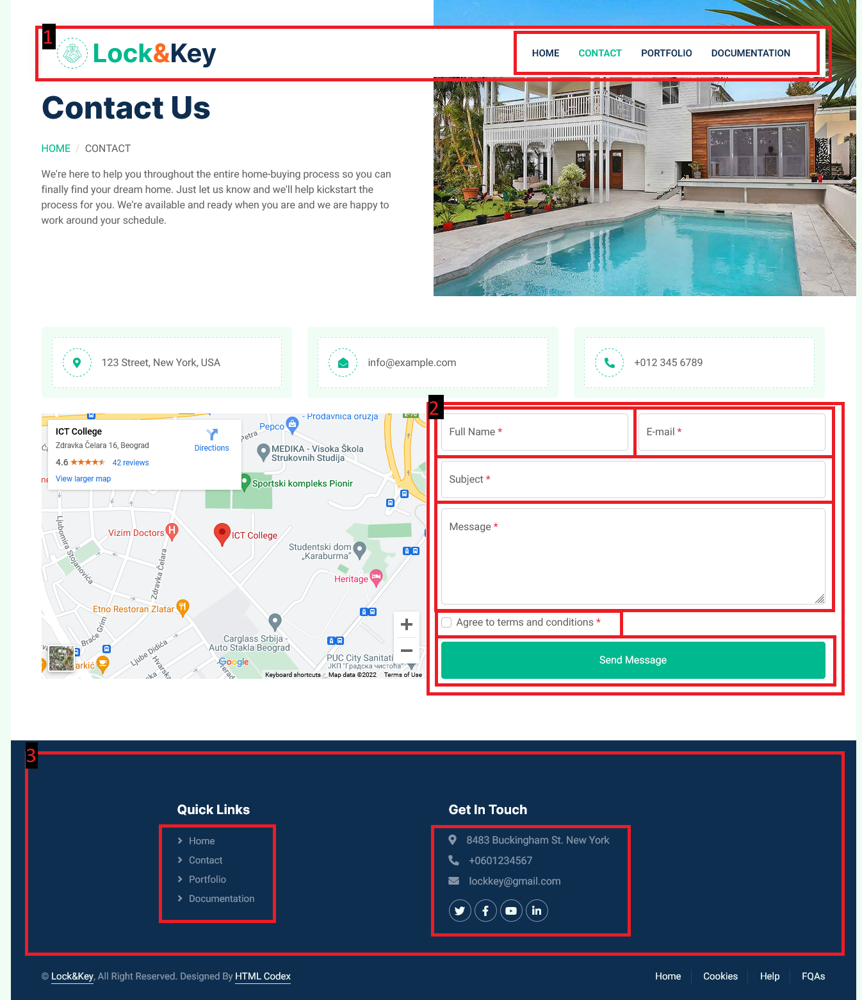 1
Lock&Key
HOME CONTACT PORTFOLIO DOCUMENTATION
Contact Us
HOME / CONTACT
We're here to help you throughout the entire home-buying process so you can
finally find your dream home. Just let us know and we'll help kickstart the
process for you. We're available and ready when you are and we are happy to
work around your schedule.
123 Street, New York, USA
info@example.com
+012 345 6789
ICT College
Zdravka Čelara 16, Beograd
4.6
42 reviews
View larger map
Directions
- Prodavnica oružja
E-70
Pepco
Petra
MEDIKA - Visoka Škola
Strukovnih Studija
Sportski kompleks Pionir
Ljubomira Stojanovića
Vizim Doctors
H
ICT College
Zdravka Čelara
Studentski dom
„Karaburma”
Heritage
Etno Restoran Zlatar
Braće Grim
Carglass Srbija -
Auto Stakla Beograd
Ljube Didića
Hvarska
PUC City Sanitati
ЈКП "Градска чистоћа"
arkić
Google
Keyboard shortcuts Map data ©2022 Terms of Use
2
Full Name *
E-mail *
Subject *
Message *
Agree to terms and conditions *
Send Message
3
Quick Links
Home
Contact
Portfolio
Documentation
Get In Touch
8483 Buckingham St. New York
+0601234567
lockkey@gmail.com
© Lock&Key, All Right Reserved. Designed By HTML Codex
Home Cookies Help FQAs